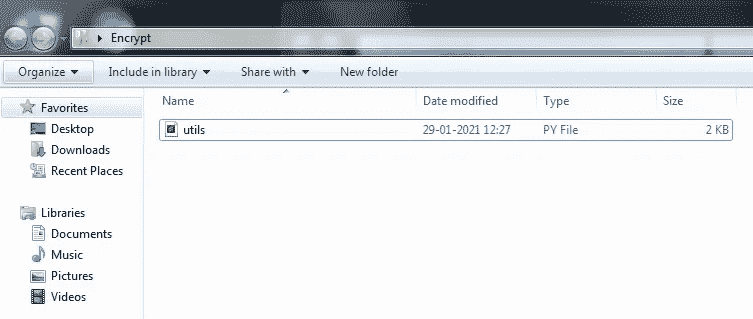 Encrypt
Organize Include in library Share with New folder
Favorites
Desktop
Downloads
Recent Places
Libraries
Documents
Music
Pictures
Videos
Name Date modified Type Size
utils 29-01-2021 12:27 PY File 2 KB